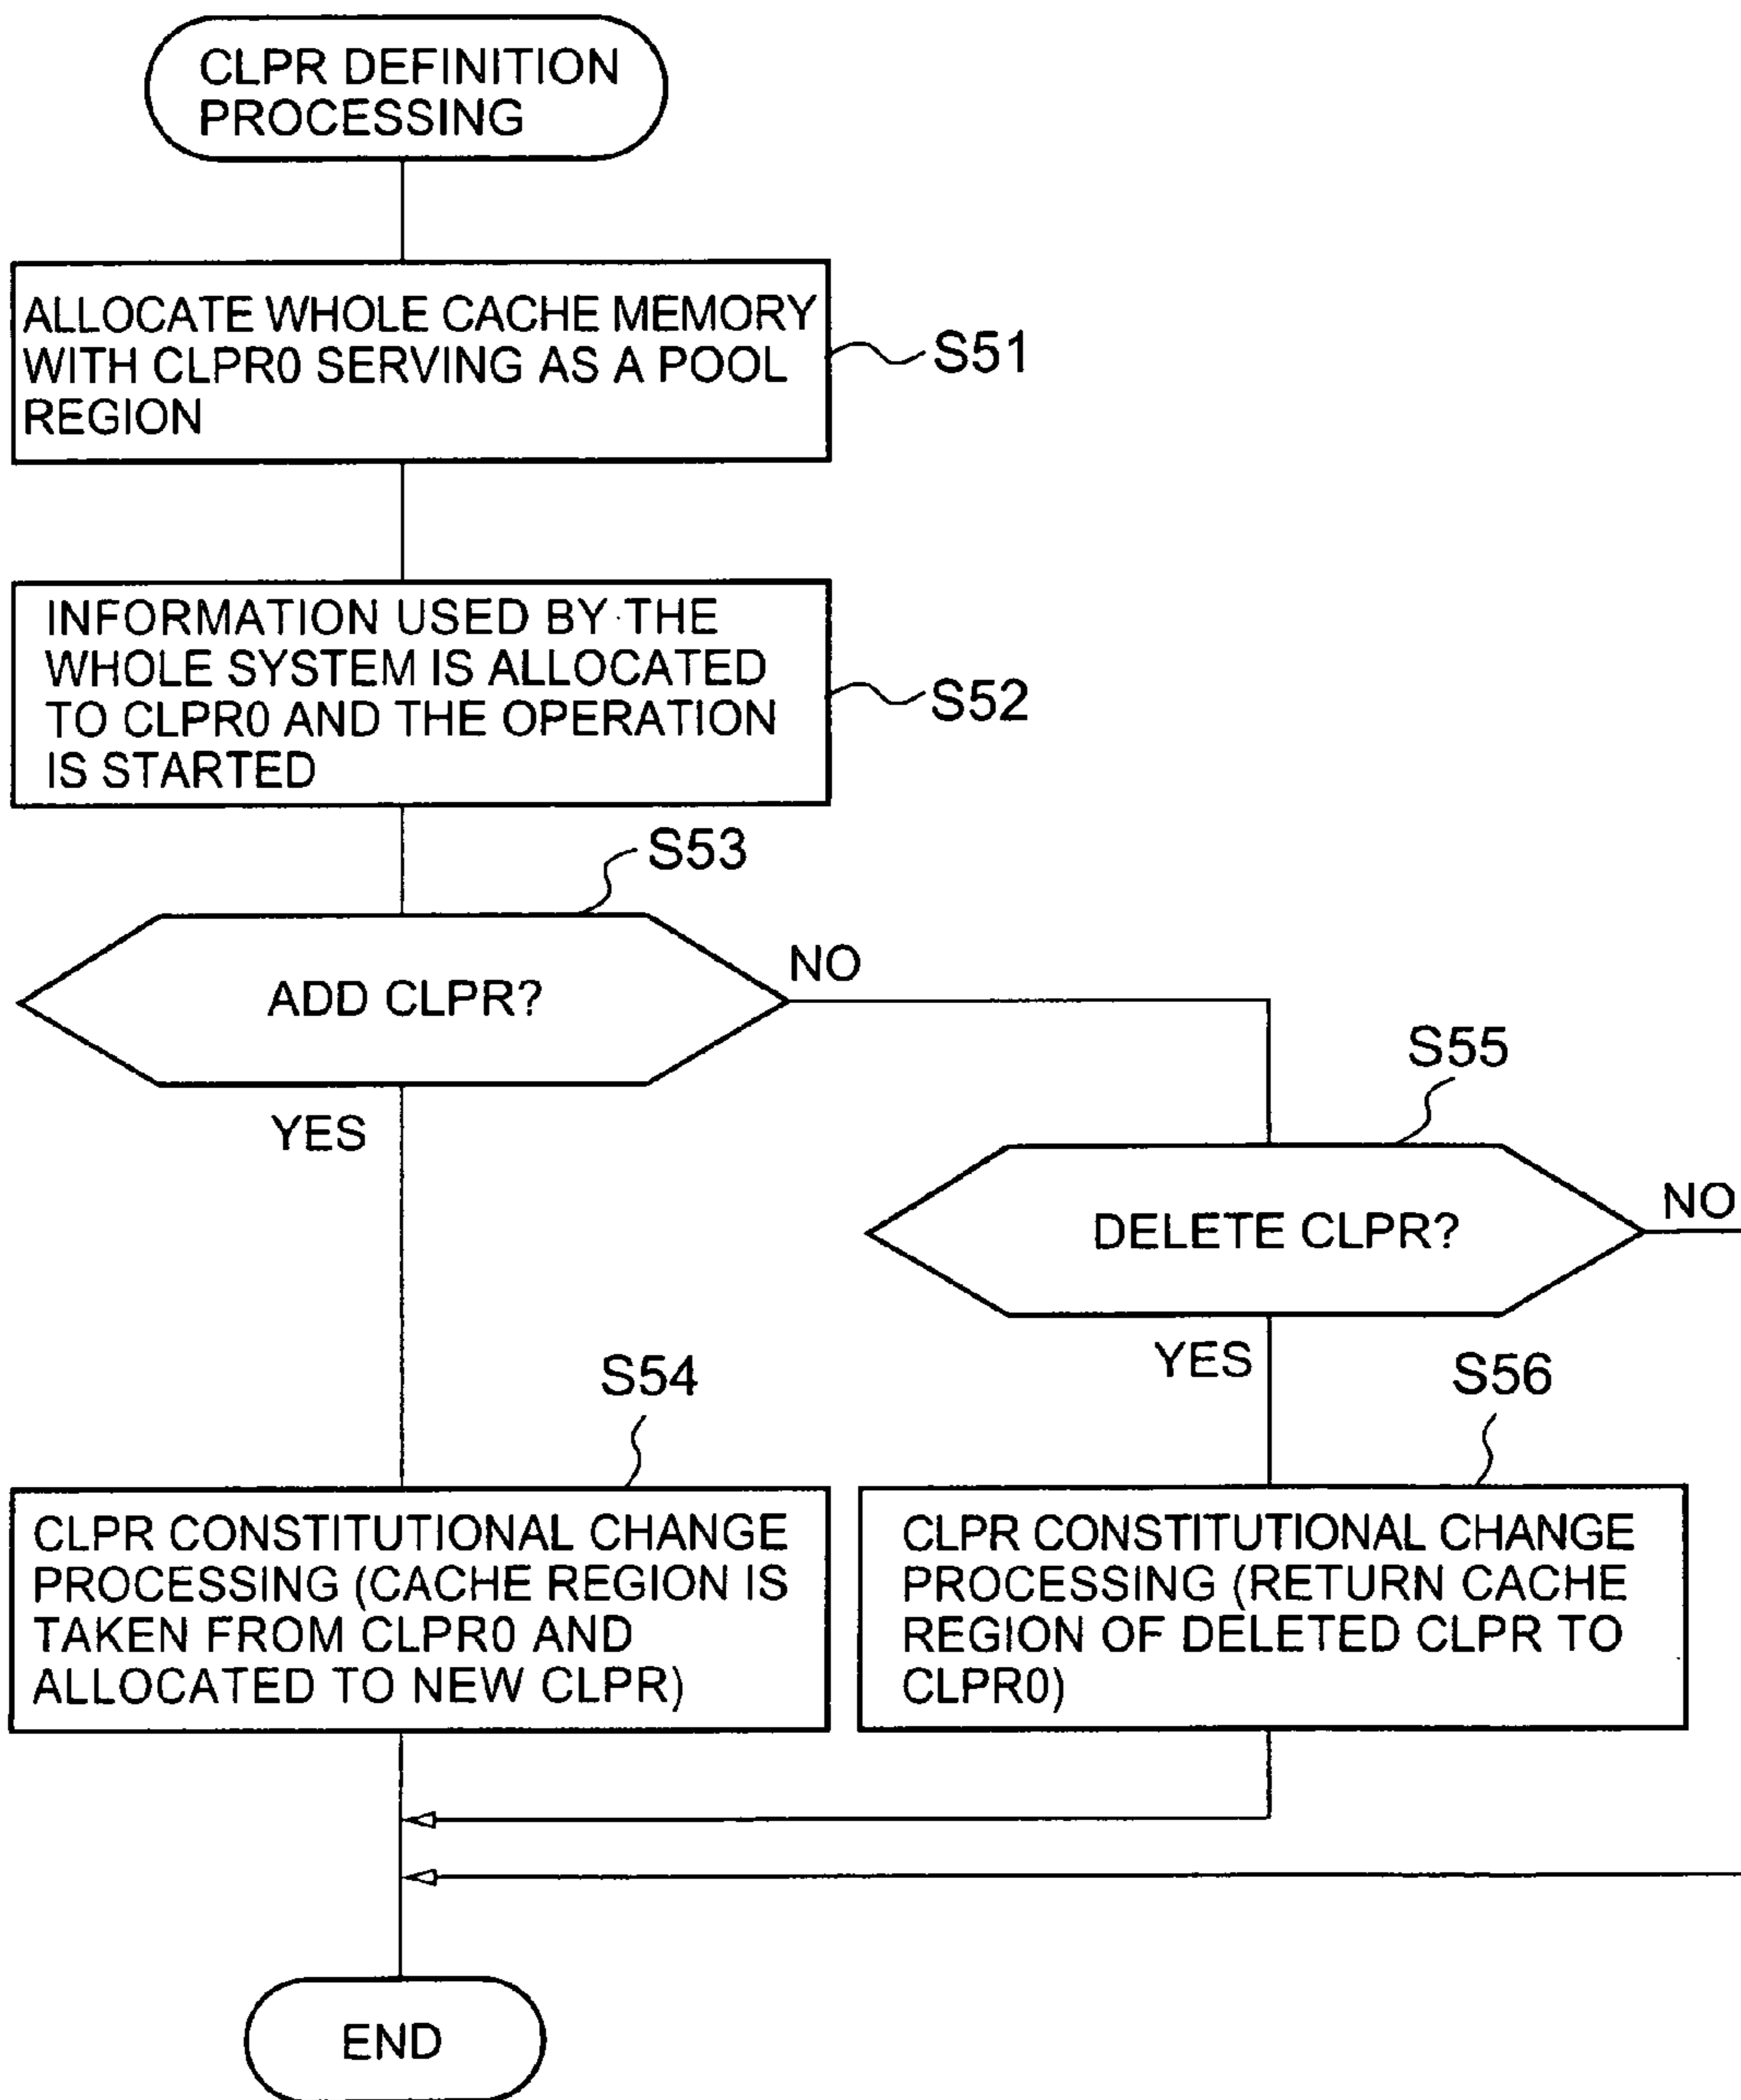 CLPR DEFINITION
PROCESSING
ALLOCATE WHOLE CACHE MEMORY
WITH CLPR0 SERVING AS A POOL
REGION
S51
INFORMATION USED BY THE
WHOLE SYSTEM IS ALLOCATED
TO CLPR0 AND THE OPERATION
IS STARTED
S52
S53
ADD CLPR?
NO
YES
S55
DELETE CLPR?
NO
YES
S54
CLPR CONSTITUTIONAL CHANGE
PROCESSING (CACHE REGION IS
TAKEN FROM CLPR0 AND
ALLOCATED TO NEW CLPR)
S56
CLPR CONSTITUTIONAL CHANGE
PROCESSING (RETURN CACHE
REGION OF DELETED CLPR TO
CLPR0)
END